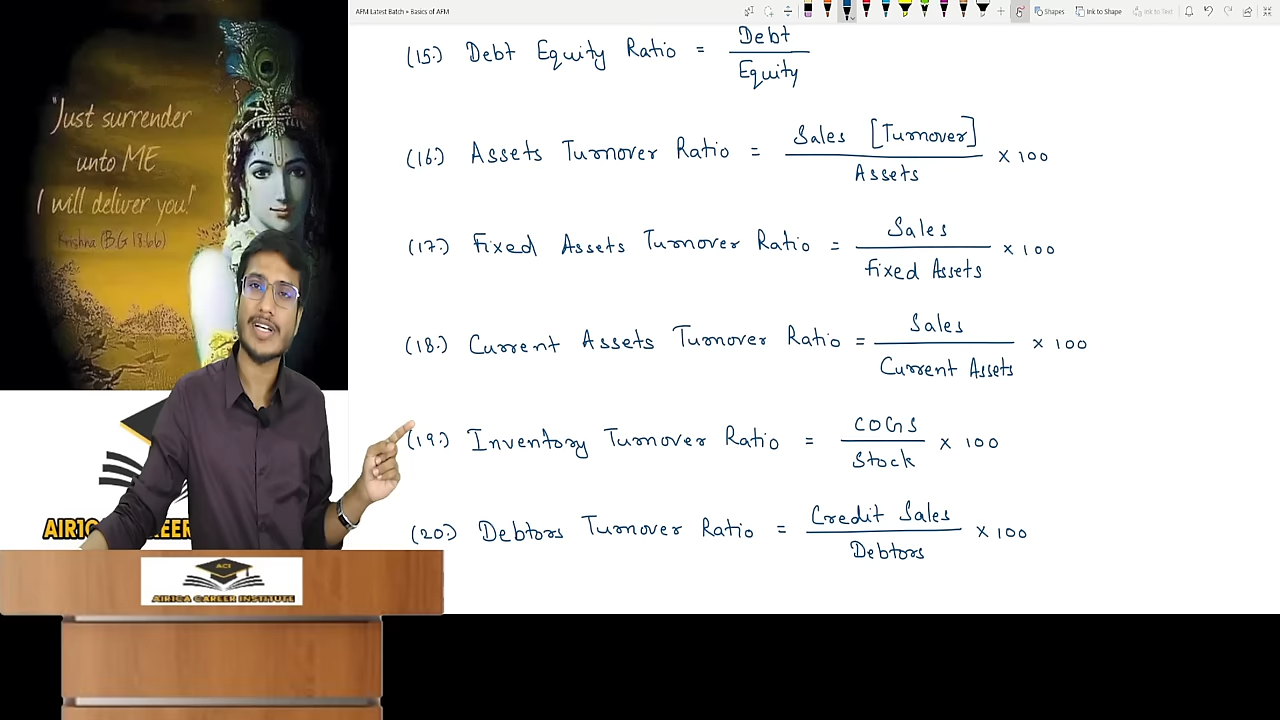 AFM Latest Batch » Basics of AFM
Shapes Ink to Shape Ink to Text
"Just surrender
unto ME
I will deliver you!"
Krishna (BG 18:66)
(15.) Debt Equity Ratio = Debt / Equity
(16.) Assets Turnover Ratio = Sales [Turnover] / Assets × 100
(17.) Fixed Assets Turnover Ratio = Sales / Fixed Assets × 100
(18.) Current Assets Turnover Ratio = Sales / Current Assets × 100
(19.) Inventory Turnover Ratio = COGS / Stock × 100
(20.) Debtors Turnover Ratio = Credit Sales / Debtors × 100
ACI
AIR1CA CAREER INSTITUTE